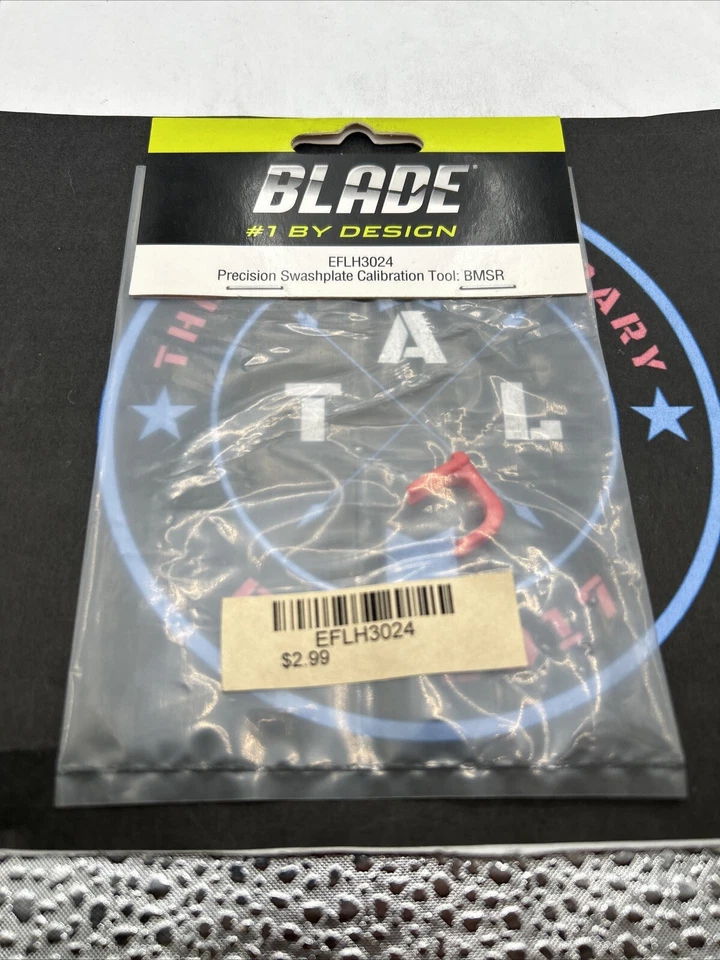 BLADE
#1 BY DESIGN
EFLH3024
Precision Swashplate Calibration Tool: BMSR
A
T L
EFLH3024
$2.99